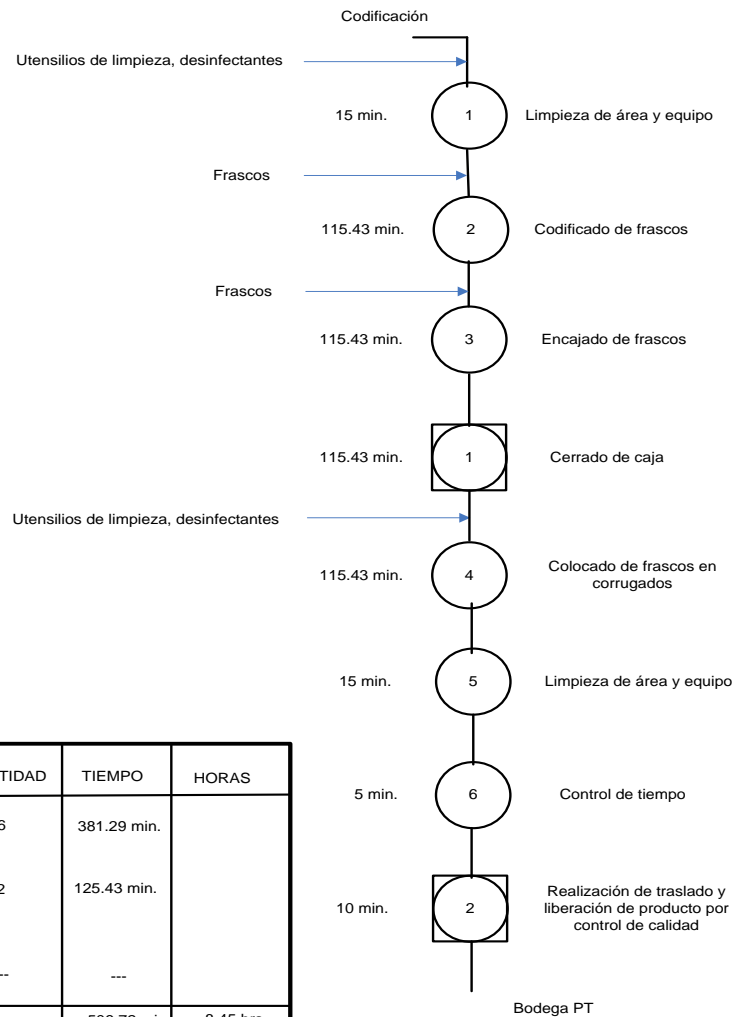 Codificación
Utensilios de limpieza, desinfectantes
15 min.
1
Limpieza de área y equipo
Frascos
115.43 min.
2
Codificado de frascos
Frascos
115.43 min.
3
Encajado de frascos
115.43 min.
1
Cerrado de caja
Utensilios de limpieza, desinfectantes
115.43 min.
4
Colocado de frascos en
corrugados
15 min.
5
Limpieza de área y equipo
5 min.
6
Control de tiempo
10 min.
2
Realización de traslado y
liberación de producto por
control de calidad
Bodega PT
TIDAD TIEMPO HORAS
6 381.29 min.
2 125.43 min.
-- ---